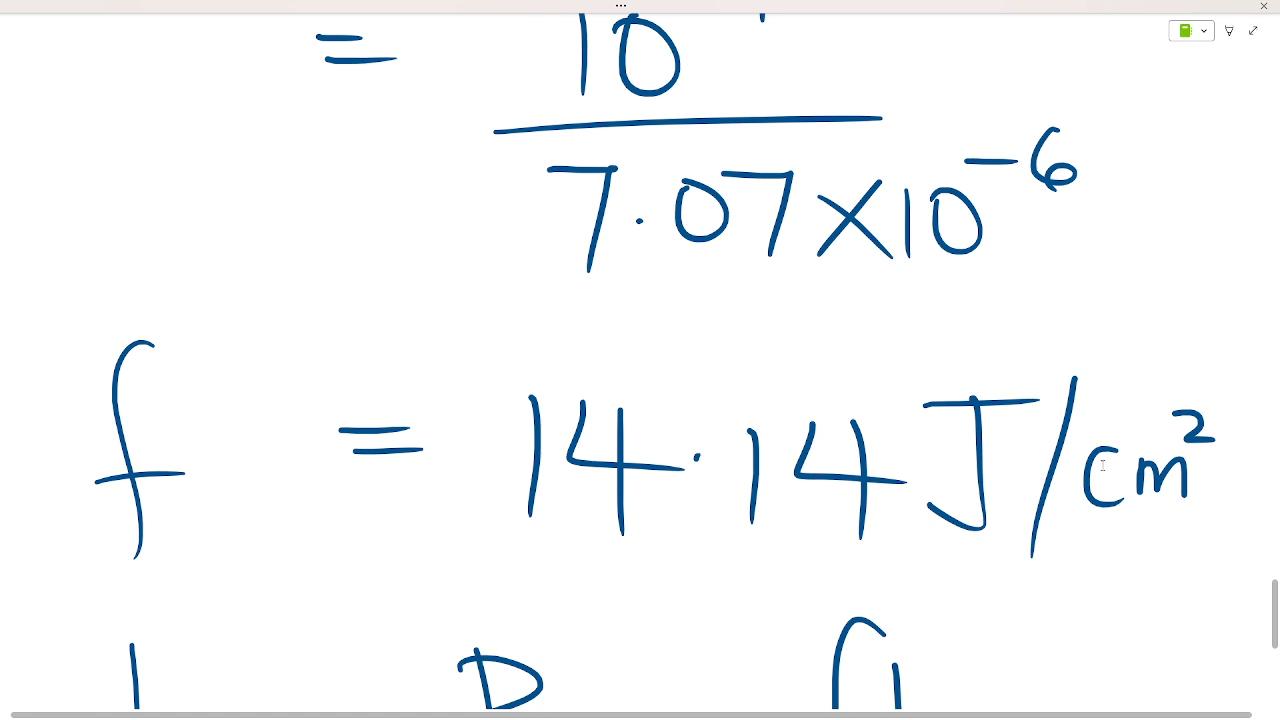 = 10
7.07×10⁻⁶
f = 14.14 J/cm²